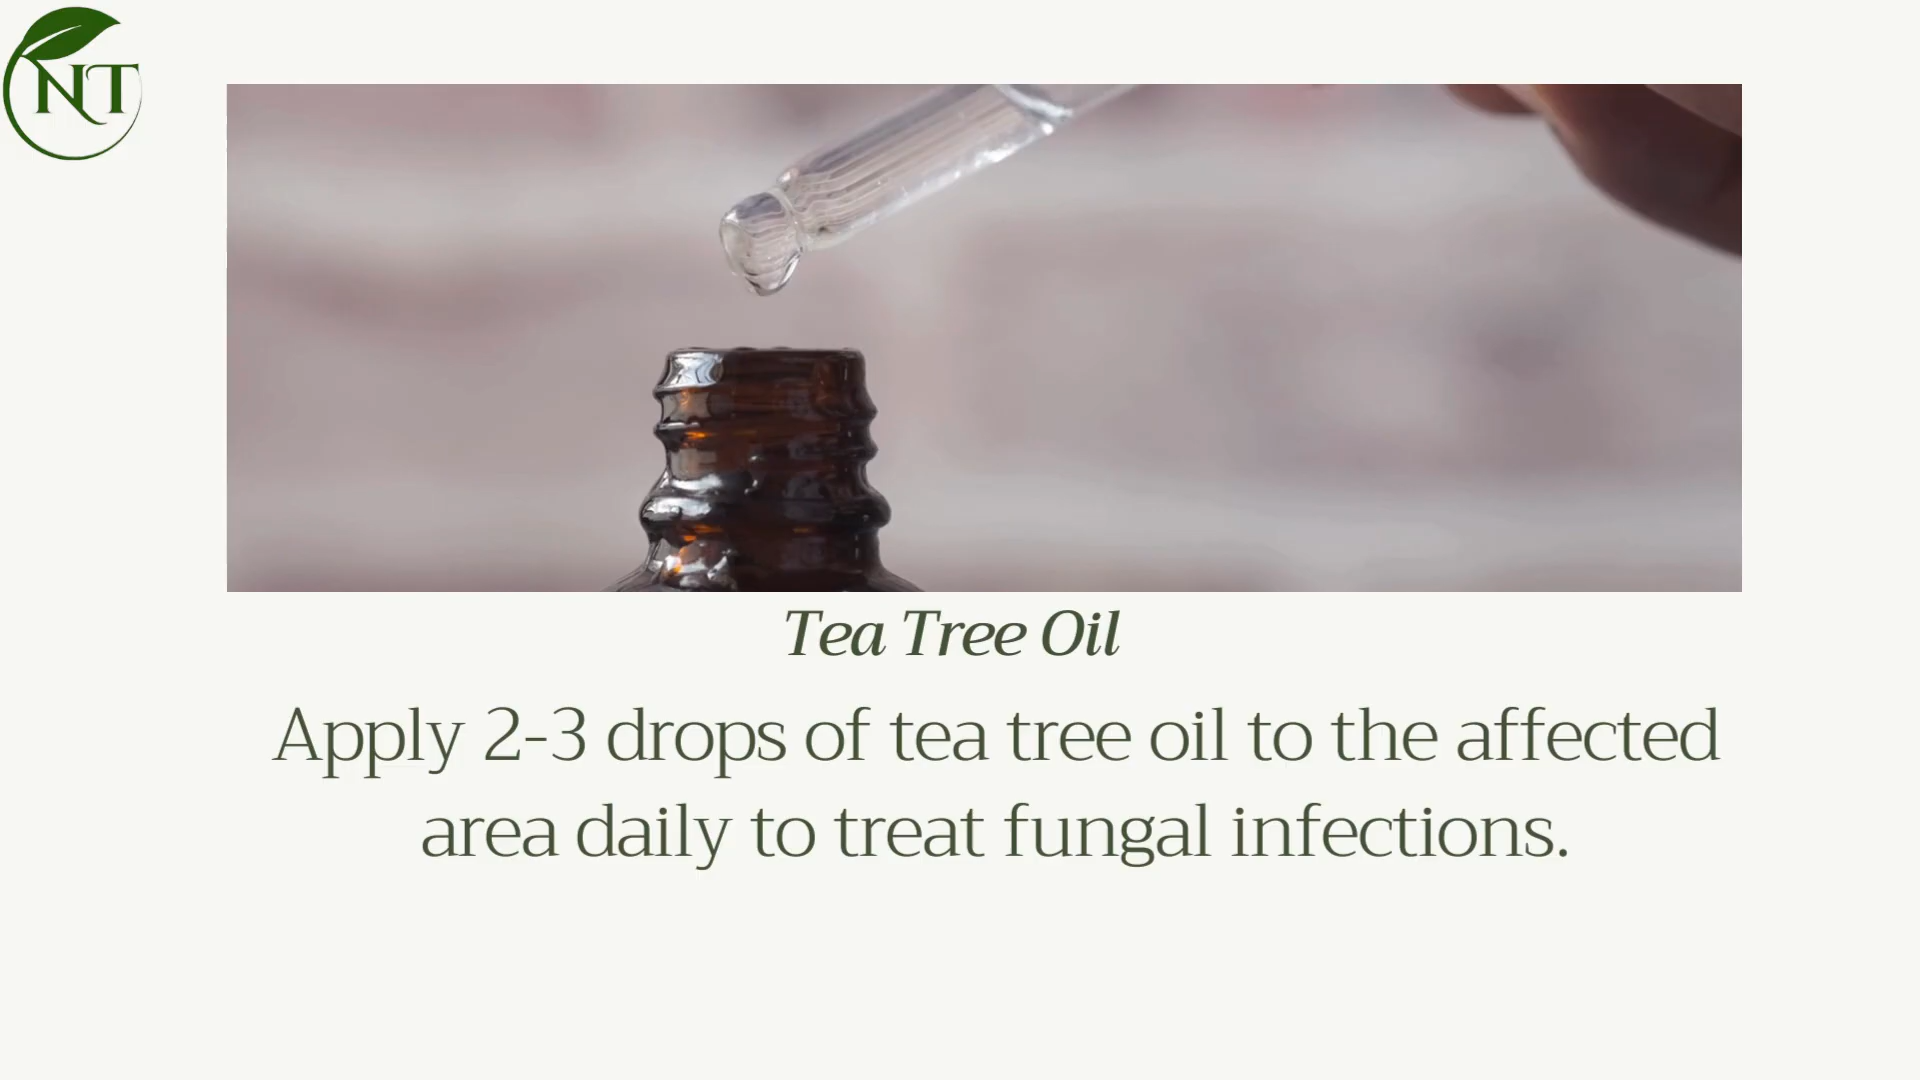 NT
Tea Tree Oil
Apply 2-3 drops of tea tree oil to the affected
area daily to treat fungal infections.